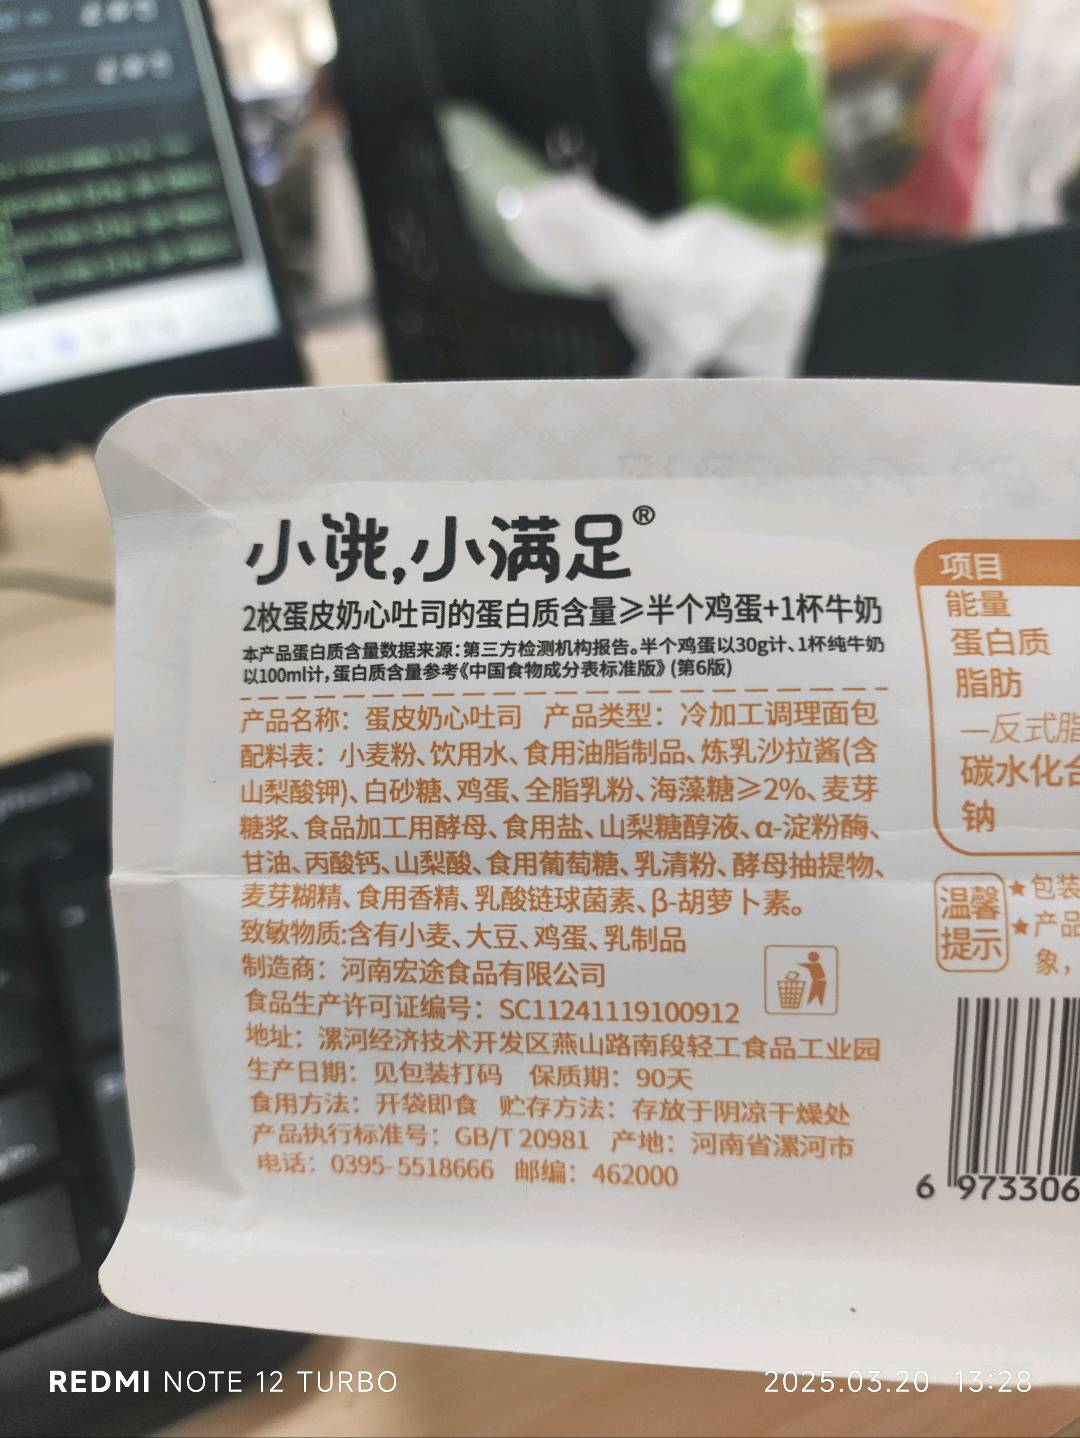 小诜,小满足®
2枚蛋皮奶心吐司的蛋白质含量≥半个鸡蛋+1杯牛奶
本产品蛋白质含量数据来源：第三方检测机构报告。半个鸡蛋以30g计、1杯纯牛奶
以100ml计，蛋白质含量参考《中国食物成分表标准版》(第6版)
产品名称：蛋皮奶心吐司 产品类型：冷加工调理面包
配料表：小麦粉、饮用水、食用油脂制品、炼乳沙拉酱(含
山梨酸钾)、白砂糖、鸡蛋、全脂乳粉、海藻糖≥2%、麦芽
糖浆、食品加工用酵母、食用盐、山梨糖醇液、α-淀粉酶、
甘油、丙酸钙、山梨酸、食用葡萄糖、乳清粉、酵母抽提物、
麦芽糊精、食用香精、乳酸链球菌素、β-胡萝卜素。
致敏物质:含有小麦、大豆、鸡蛋、乳制品
制造商：河南宏途食品有限公司
食品生产许可证编号：SC11241119100912
地址：漯河经济技术开发区燕山路南段轻工食品工业园
生产日期：见包装打码 保质期：90天
食用方法：开袋即食 贮存方法：存放于阴凉干燥处
产品执行标准号：GB/T 20981 产地：河南省漯河市
电话：0395-5518666 邮编：462000
项目
能量
蛋白质
脂肪
—反式脂
碳水化合
钠
温馨
提示
★包装
★产品
象，
6 973306
REDMI NOTE 12 TURBO
2025.03.20 13:28